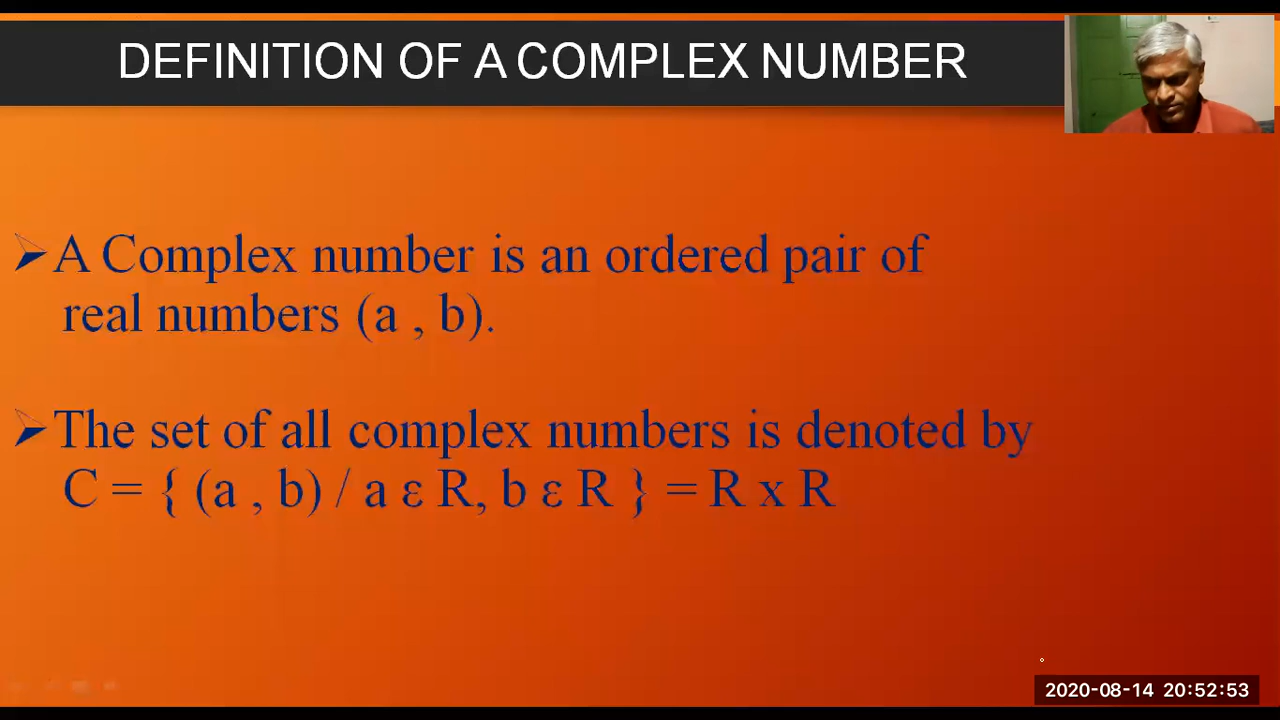 DEFINITION OF A COMPLEX NUMBER
➢A Complex number is an ordered pair of
real numbers (a , b).
➢The set of all complex numbers is denoted by
C = { (a , b) / a ε R, b ε R } = R x R
2020-08-14 20:52:53